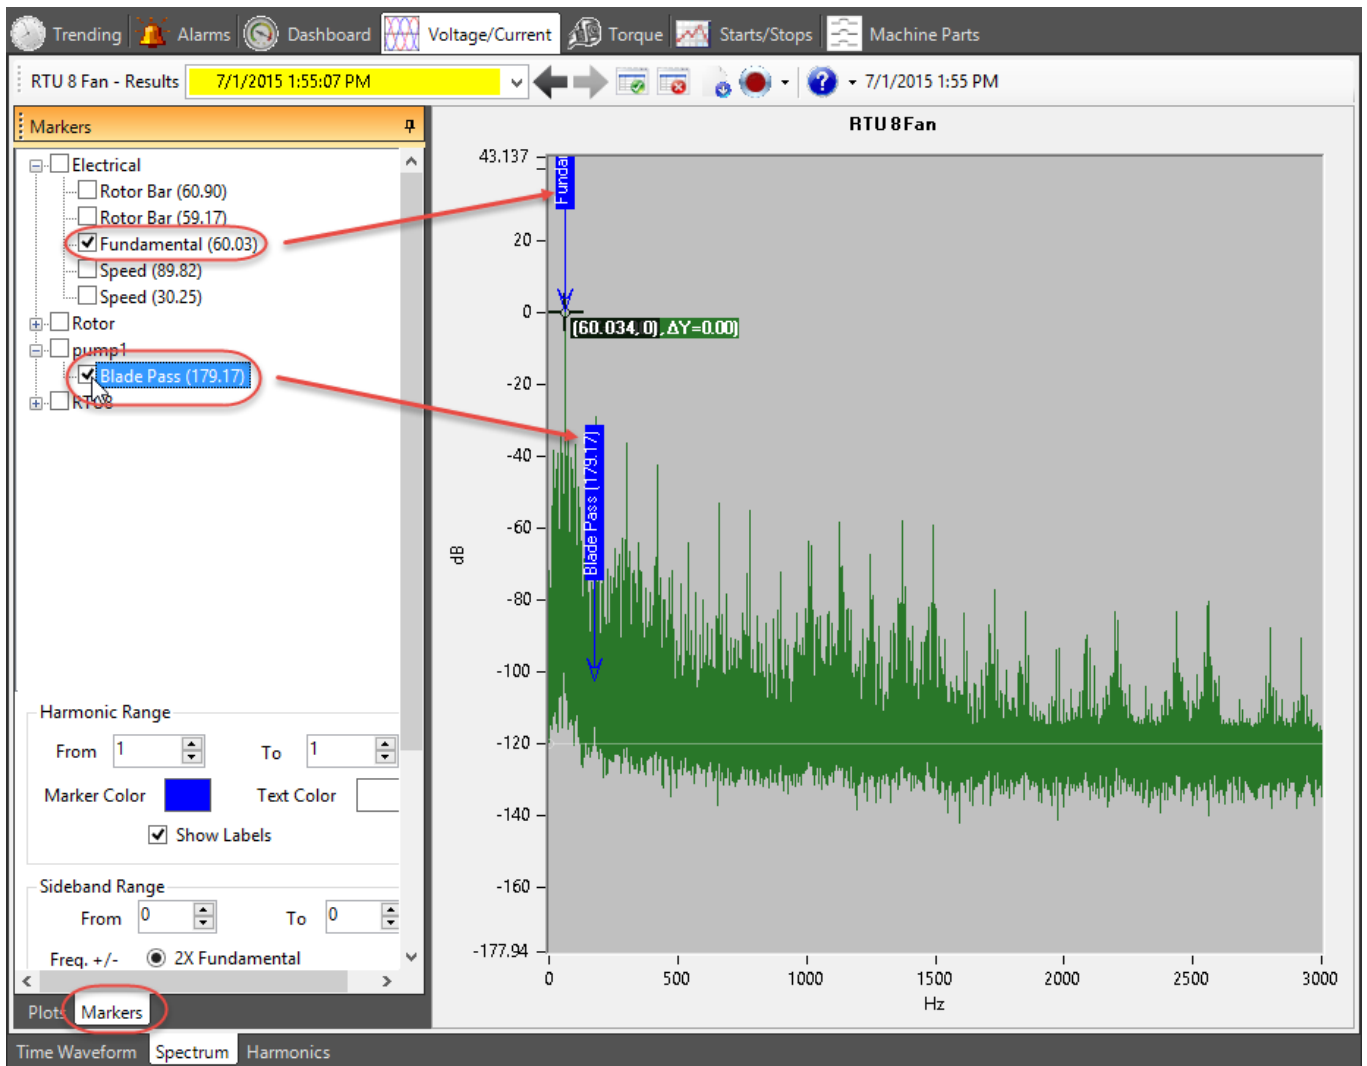 Trending Alarms Dashboard Voltage/Current Torque Starts/Stops Machine Parts
RTU 8 Fan - Results 7/1/2015 1:55:07 PM ? 7/1/2015 1:55 PM
Markers
Electrical
Rotor Bar (60.90)
Rotor Bar (59.17)
Fundamental (60.03)
Speed (89.82)
Speed (30.25)
Rotor
pump1
Blade Pass (179.17)
RTU8
Harmonic Range
From 1 To 1
Marker Color Text Color
Show Labels
Sideband Range
From 0 To 0
Freq. +/- 2X Fundamental
Plots Markers
Time Waveform Spectrum Harmonics
RTU 8 Fan
43.137
20
0
-20
-40
-60
-80
-100
-120
-140
-160
-177.94
dB
Funda
(60.034, 0), ΔY=0.00)
Blade Pass (179.17)
0 500 1000 1500 2000 2500 3000
Hz